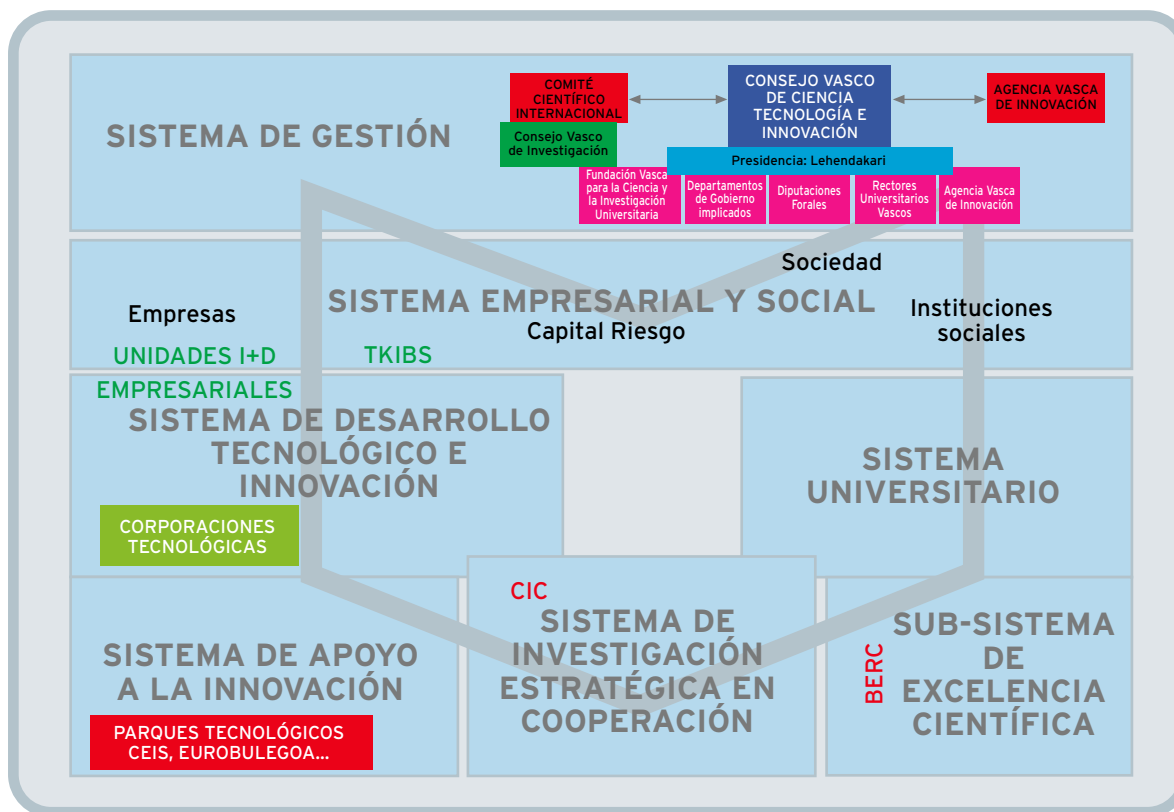 COMITÉ
CIENTÍFICO
INTERNACIONAL
CONSEJO VASCO
DE CIENCIA
TECNOLOGÍA E
INNOVACIÓN
AGENCIA VASCA
DE INNOVACIÓN
SISTEMA DE GESTIÓN
Consejo Vasco
de Investigación
Presidencia: Lehendakari
Fundación Vasca
para la Ciencia y
la Investigación
Universitaria
Departamentos
de Gobierno
implicados
Diputaciones
Forales
Rectores
Universitarios
Vascos
Agencia Vasca
de Innovación
Sociedad
SISTEMA EMPRESARIAL Y SOCIAL
Empresas
Capital Riesgo
Instituciones
sociales
UNIDADES I+D
EMPRESARIALES
TKIBS
SISTEMA DE DESARROLLO
TECNOLÓGICO E
INNOVACIÓN
CORPORACIONES
TECNOLÓGICAS
SISTEMA
UNIVERSITARIO
SISTEMA DE APOYO
A LA INNOVACIÓN
PARQUES TECNOLÓGICOS
CEIS, EUROBULEGOA...
CIC
SISTEMA DE
INVESTIGACIÓN
ESTRATÉGICA EN
COOPERACIÓN
BERC
SUB-SISTEMA
DE
EXCELENCIA
CIENTÍFICA